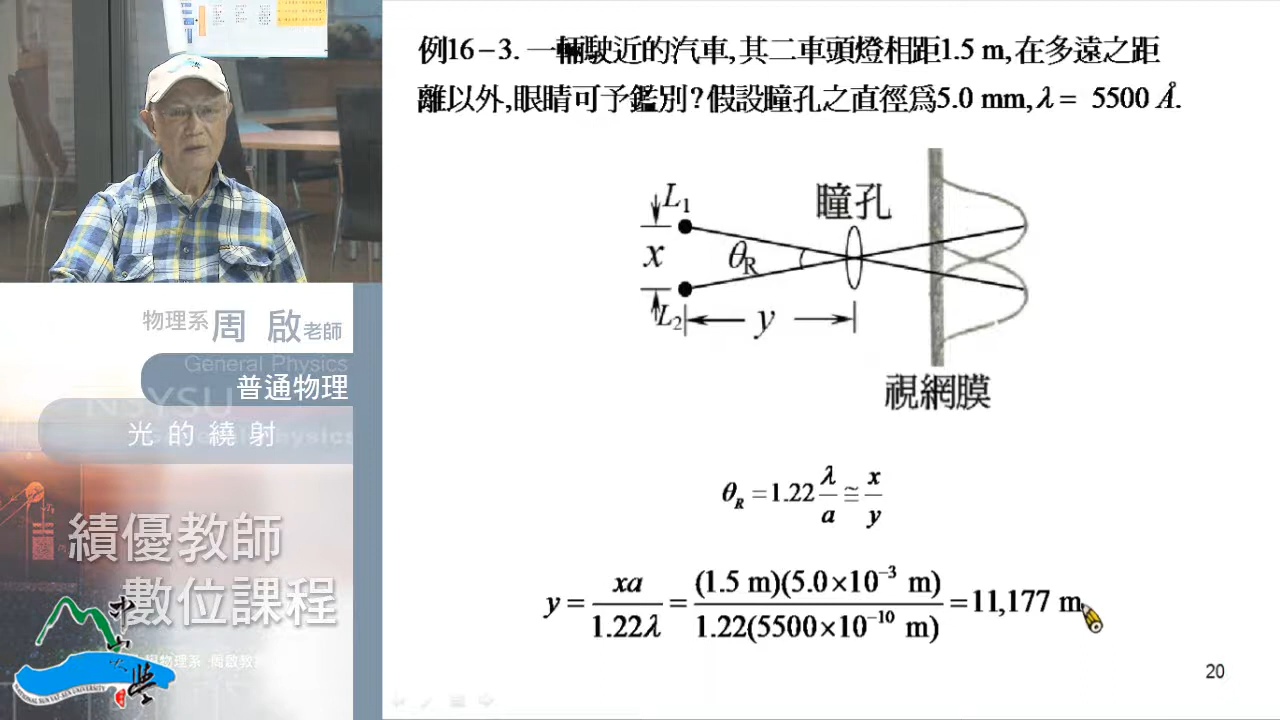 例16－3. 一輛駛近的汽車,其二車頭燈相距1.5 m,在多遠之距
離以外,眼睛可予鑑別?假設瞳孔之直徑爲5.0 mm, λ = 5500 Å.
L1
x
L2
θR
y
瞳孔
視網膜
θR = 1.22 λ/a ≅ x/y
y = xa/1.22λ = (1.5 m)(5.0×10⁻³ m)/1.22(5500×10⁻¹⁰ m) = 11,177 m
20
物理系 周 啟 老師
General Physics
普通物理
NSYSU
光 的 繞 射
績優教師
數位課程
中山大學